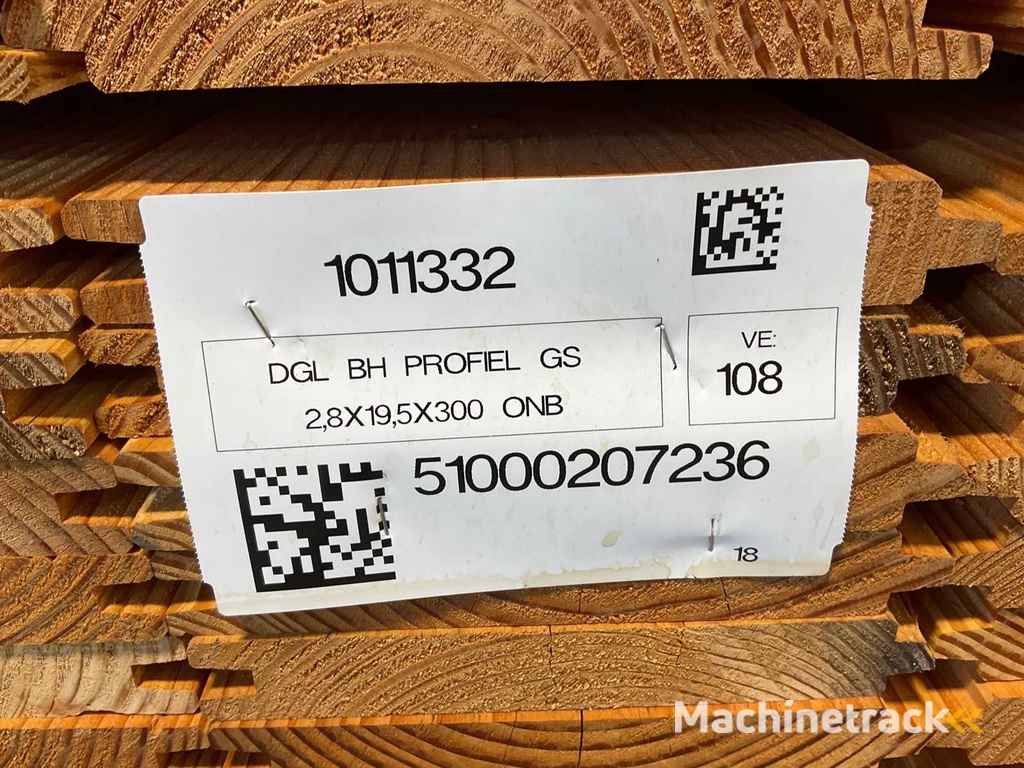 1011332
DGL BH PROFIEL GS
2,8X19,5X300 ONB
VE:
108
51000207236
18
Machinetrack